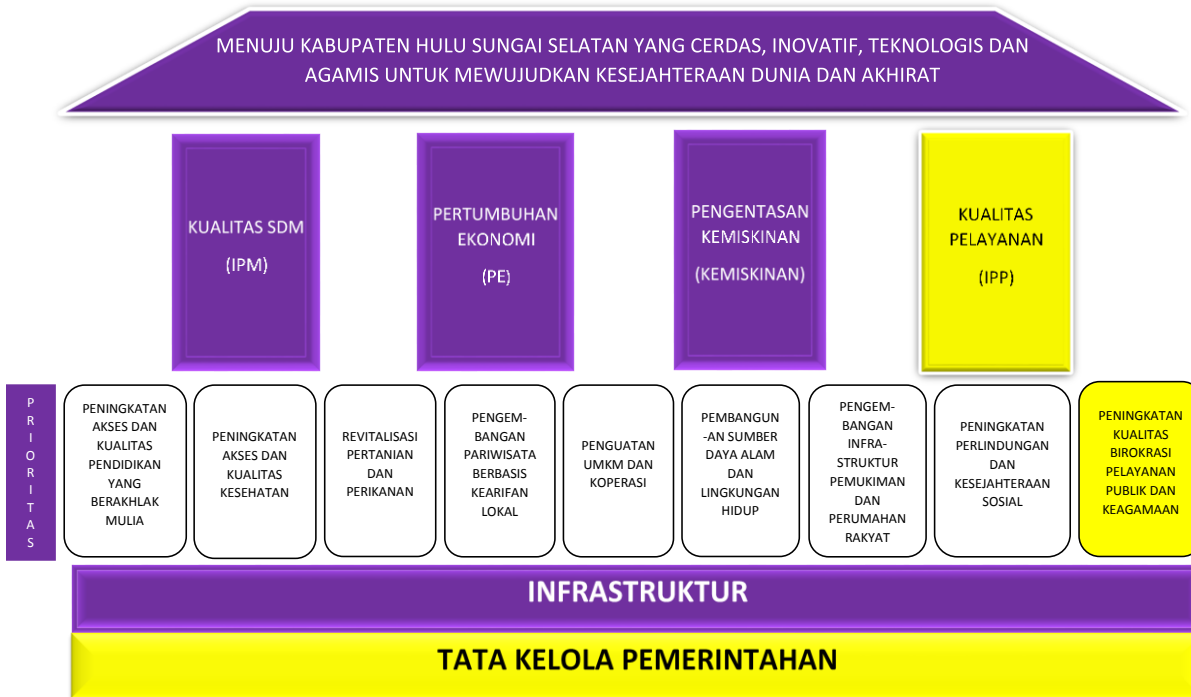 MENUJU KABUPATEN HULU SUNGAI SELATAN YANG CERDAS, INOVATIF, TEKNOLOGIS DAN
AGAMIS UNTUK MEWUJUDKAN KESEJAHTERAAN DUNIA DAN AKHIRAT
KUALITAS SDM
(IPM)
PERTUMBUHAN
EKONOMI
(PE)
PENGENTASAN
KEMISKINAN
(KEMISKINAN)
KUALITAS
PELAYANAN
(IPP)
P
R
I
O
R
I
T
A
S
PENINGKATAN
AKSES DAN
KUALITAS
PENDIDIKAN
YANG
BERAKHLAK
MULIA
PENINGKATAN
AKSES DAN
KUALITAS
KESEHATAN
REVITALISASI
PERTANIAN
DAN
PERIKANAN
PENGEM-
BANGAN
PARIWISATA
BERBASIS
KEARIFAN
LOKAL
PENGUATAN
UMKM DAN
KOPERASI
PEMBANGUN
-AN SUMBER
DAYA ALAM
DAN
LINGKUNGAN
HIDUP
PENGEM-
BANGAN
INFRA-
STRUKTUR
PEMUKIMAN
DAN
PERUMAHAN
RAKYAT
PENINGKATAN
PERLINDUNGAN
DAN
KESEJAHTERAAN
SOSIAL
PENINGKATAN
KUALITAS
BIROKRASI
PELAYANAN
PUBLIK DAN
KEAGAMAAN
INFRASTRUKTUR
TATA KELOLA PEMERINTAHAN